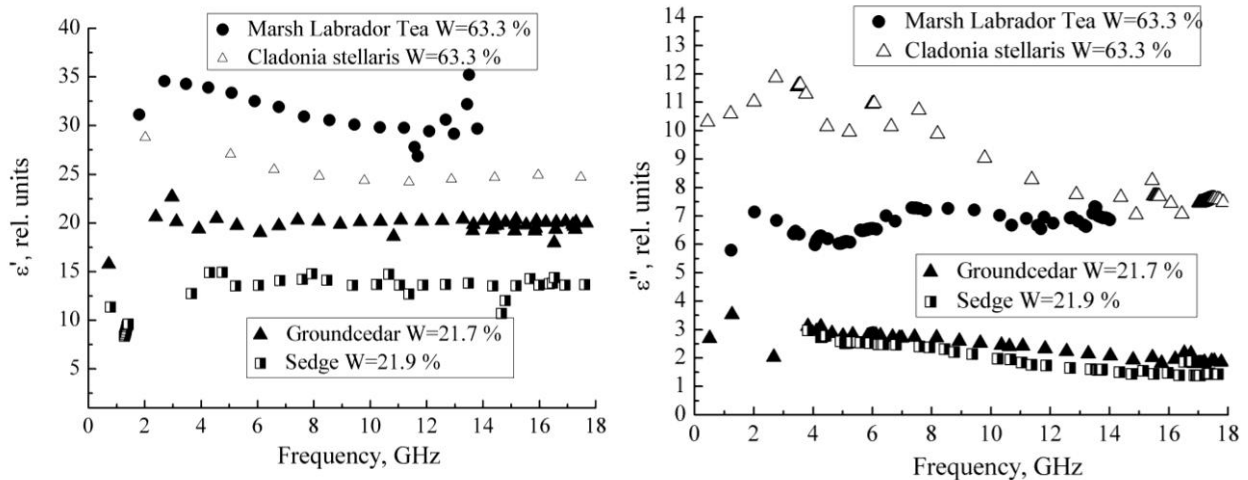 Marsh Labrador Tea W=63.3 %
Cladonia stellaris W=63.3 %
40
35
30
25
20
15
10
5
ε', rel. units
Groundcedar W=21.7 %
Sedge W=21.9 %
0 2 4 6 8 10 12 14 16 18
Frequency, GHz
Marsh Labrador Tea W=63.3 %
Cladonia stellaris W=63.3 %
14
13
12
11
10
9
8
7
6
5
4
3
2
1
0
ε'', rel. units
Groundcedar W=21.7 %
Sedge W=21.9 %
0 2 4 6 8 10 12 14 16 18
Frequency, GHz